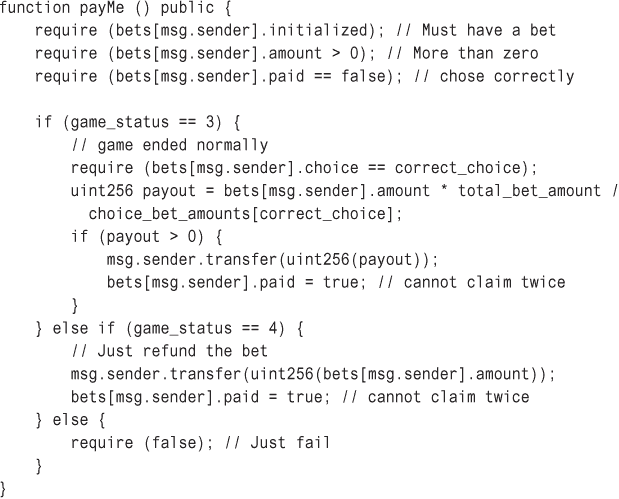 function payMe () public {
    require (bets[msg.sender].initialized); // Must have a bet
    require (bets[msg.sender].amount > 0); // More than zero
    require (bets[msg.sender].paid == false); // chose correctly

    if (game_status == 3) {
        // game ended normally
        require (bets[msg.sender].choice == correct_choice);
        uint256 payout = bets[msg.sender].amount * total_bet_amount /
          choice_bet_amounts[correct_choice];
        if (payout > 0) {
            msg.sender.transfer(uint256(payout));
            bets[msg.sender].paid = true; // cannot claim twice
        }
    } else if (game_status == 4) {
        // Just refund the bet
        msg.sender.transfer(uint256(bets[msg.sender].amount));
        bets[msg.sender].paid = true; // cannot claim twice
    } else {
        require (false); // Just fail
    }
}